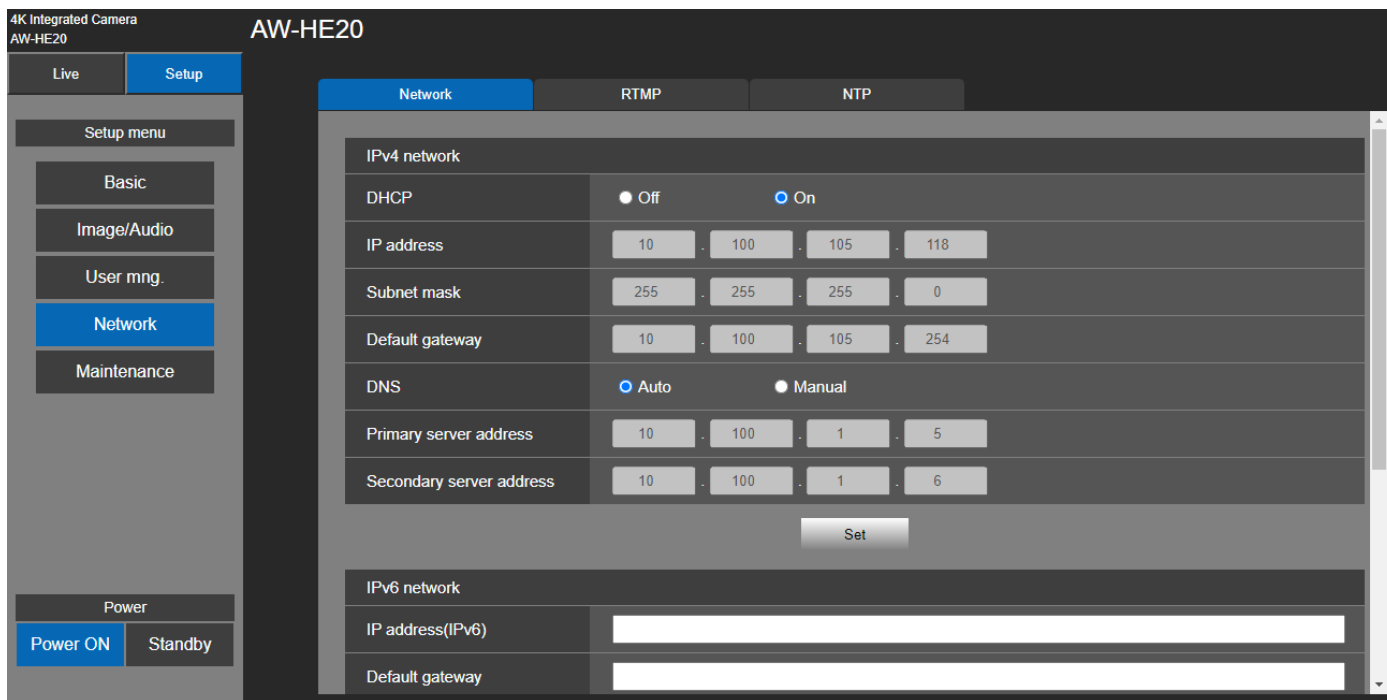 4K Integrated Camera
AW-HE20
AW-HE20
Live Setup
Setup menu
Basic
Image/Audio
User mng.
Network
Maintenance
Power
Power ON Standby
Network RTMP NTP
IPv4 network
DHCP Off On
IP address 10 . 100 . 105 . 118
Subnet mask 255 . 255 . 255 . 0
Default gateway 10 . 100 . 105 . 254
DNS Auto Manual
Primary server address 10 . 100 . 1 . 5
Secondary server address 10 . 100 . 1 . 6
Set
IPv6 network
IP address(IPv6)
Default gateway